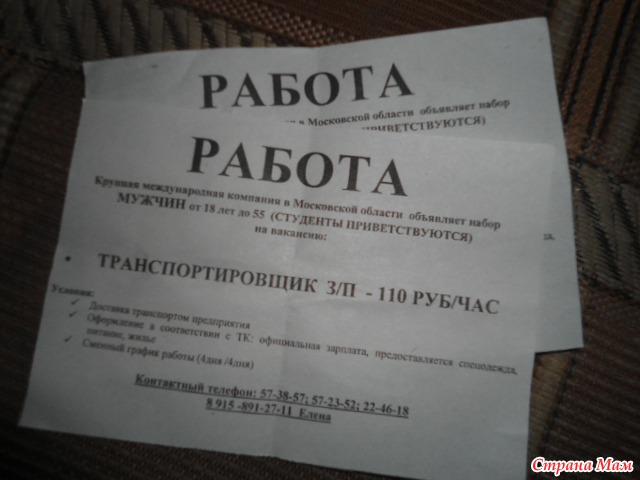 РАБОТА
в Московской области объявляет набор
ПРИВЕТСТВУЮТСЯ)
РАБОТА
Крупная международная компания в Московской области объявляет набор
МУЖЧИН от 18 лет до 55 (СТУДЕНТЫ ПРИВЕТСТВУЮТСЯ)
на вакансию:
• ТРАНСПОРТИРОВЩИК З/П - 110 РУБ/ЧАС
Условия:
✓ Доставка транспортом предприятия
✓ Оформление в соответствии с ТК: официальная зарплата, предоставляется спецодежда,
питание, жилье
✓ Сменный график работы (4дня /4дня)
Контактный телефон: 57-38-57; 57-23-52; 22-46-18
8 915 -891-27-11 Елена
Страна Мам